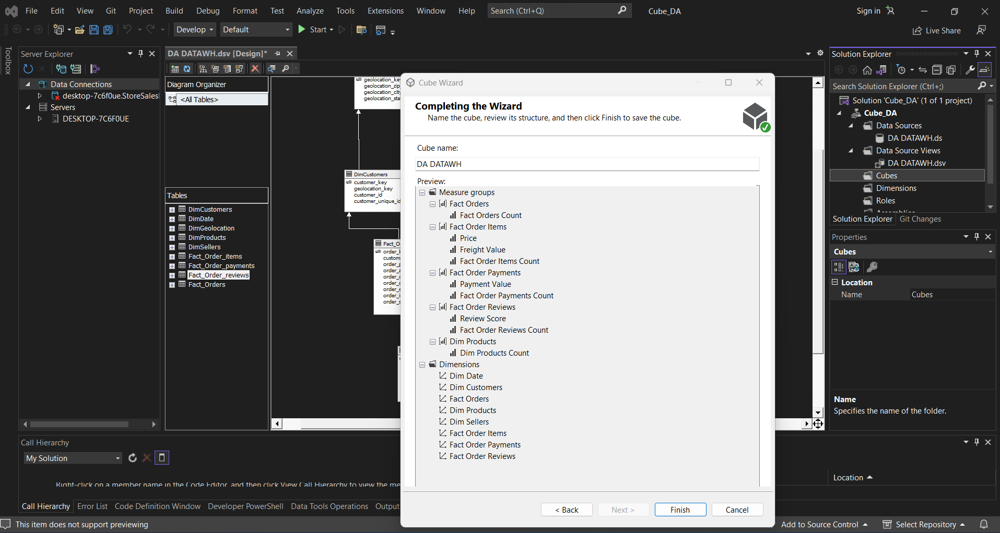 File Edit View Git Project Build Debug Format Test Analyze Tools Extensions Window Help Search (Ctrl+Q) Cube_DA Sign in
Develop Default Start Live Share
Toolbox
Server Explorer
Data Connections
desktop-7c6f0ue.StoreSales
Servers
DESKTOP-7C6F0UE
DA DATAWH.dsv [Design]*
Diagram Organizer
<All Tables>
Tables
DimCustomers
DimDate
DimGeolocation
DimProducts
DimSellers
Fact_Order_items
Fact_Order_payments
Fact_Order_reviews
Fact_Orders
geolocation_key
geolocation_zip
geolocation_city
geolocation_sta
DimCustomers
customer_key
geolocation_key
customer_id
customer_unique_id
Fact_O
order_k
custom
order_p
order_a
order_c
order_c
order_e
order_i
order_s
Cube Wizard
Completing the Wizard
Name the cube, review its structure, and then click Finish to save the cube.
Cube name:
DA DATAWH
Preview:
Measure groups
Fact Orders
Fact Orders Count
Fact Order Items
Price
Freight Value
Fact Order Items Count
Fact Order Payments
Payment Value
Fact Order Payments Count
Fact Order Reviews
Review Score
Fact Order Reviews Count
Dim Products
Dim Products Count
Dimensions
Dim Date
Dim Customers
Fact Orders
Dim Products
Dim Sellers
Fact Order Items
Fact Order Payments
Fact Order Reviews
< Back Next > Finish Cancel
Solution Explorer
Search Solution Explorer (Ctrl+;)
Solution 'Cube_DA' (1 of 1 project)
Cube_DA
Data Sources
DA DATAWH.ds
Data Source Views
DA DATAWH.dsv
Cubes
Dimensions
Roles
Assemblies
Solution Explorer Git Changes
Properties
Cubes
Location
Name Cubes
Name
Specifies the name of the folder.
Call Hierarchy
My Solution
Right-click on a member name in the Code Editor, and then click View Call Hierarchy to view the me
Location
Call Hierarchy Error List Code Definition Window Developer PowerShell Data Tools Operations Output
This item does not support previewing Add to Source Control Select Repository